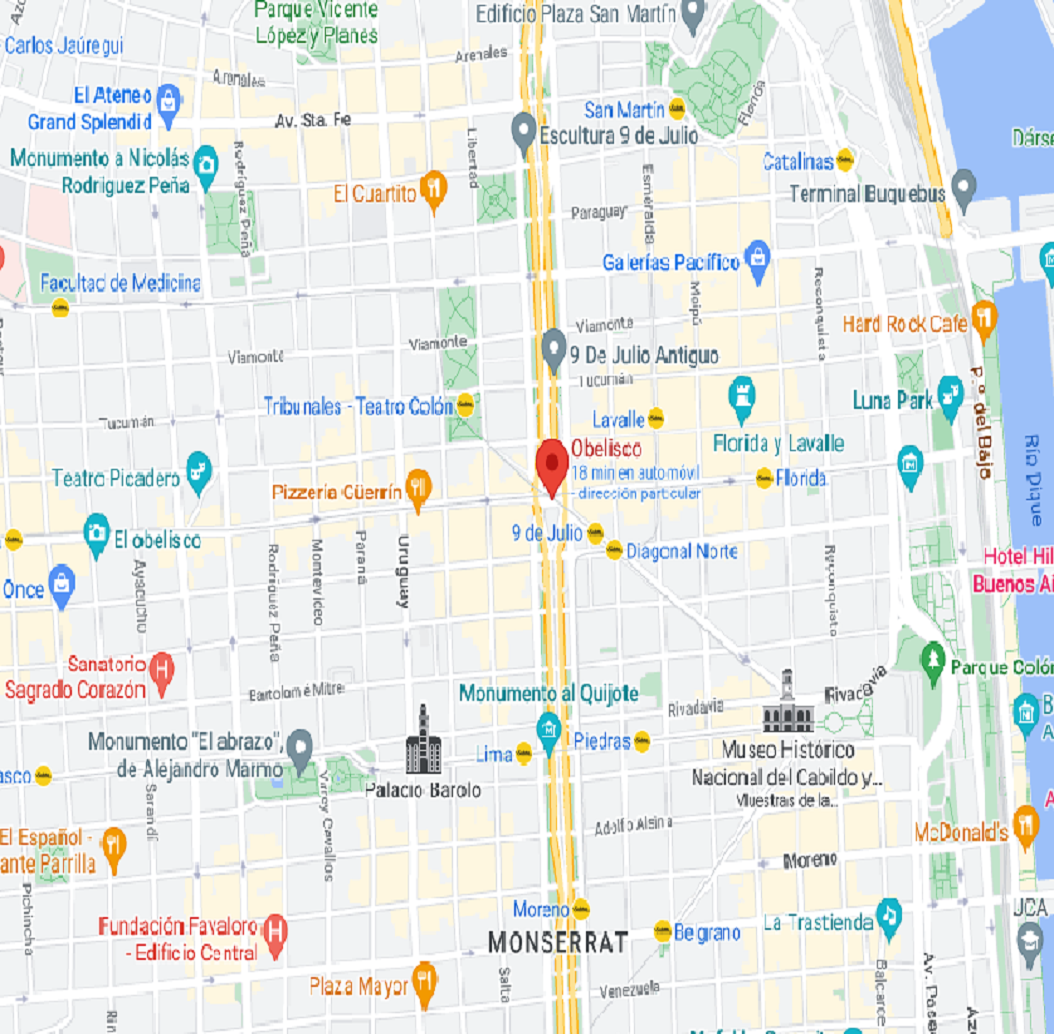 Parque Vicente
López y Planes
Edificio Plaza San Martín
Carlos Jaúregui
Arenales
Arenales
El Ateneo
Grand Splendid
Av. Sta. Fe
San Martín
Florida
Escultura 9 de Julio
Libertad
Monumento a Nicolás
Rodríguez Peña
Rodríguez Peña
El Cuartito
Esmeralda
Catalinas
Terminal Buquebus
Paraguay
Galerías Pacífico
Facultad de Medicina
Maipú
Reconquista
Viamonte
Viamonte
Viamonte
Hard Rock Cafe
9 De Julio Antiguo
Tucumán
Tribunales - Teatro Colón
Lavalle
Luna Park
P.º del Bajo
Tucumán
Florida y Lavalle
Obelisco
18 min en automóvil
- dirección particular
Teatro Picadero
Pizzería Güerrín
Florida
Río Dique
9 de Julio
Diagonal Norte
El obelisco
Ayacucho
Rodríguez Peña
Montevideo
Paraná
Uruguay
Reconquista
Once
Hotel Hil
Buenos Ai
Sanatorio
Sagrado Corazón
Bartolomé Mitre
Monumento al Quijote
Rivadavia
Rivadavia
Parque Colón
Monumento "El abrazo",
de Alejandro Marmo
Lima
Piedras
Museo Histórico
Nacional del Cabildo y...
Muestras de la...
Palacio Barolo
asco
Sarandí
Virrey Cevallos
Adolfo Alsina
McDonald's
El Español -
ante Parrilla
Moreno
Pichincha
Moreno
Belgrano
La Trastienda
UCA
Fundación Favaloro
- Edificio Central
MONSERRAT
Plaza Mayor
Salta
Venezuela
Balcarce